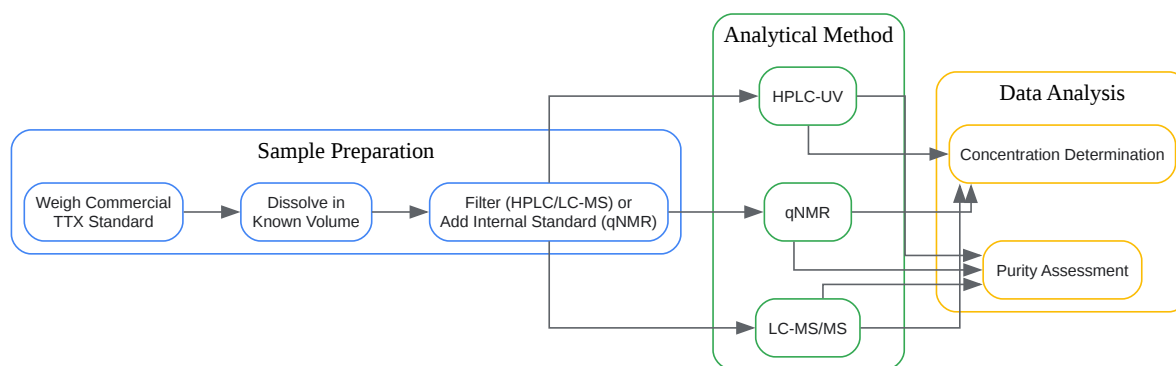 Sample Preparation
Weigh Commercial
TTX Standard
Dissolve in
Known Volume
Filter (HPLC/LC-MS) or
Add Internal Standard (qNMR)
Analytical Method
HPLC-UV
qNMR
LC-MS/MS
Data Analysis
Concentration Determination
Purity Assessment